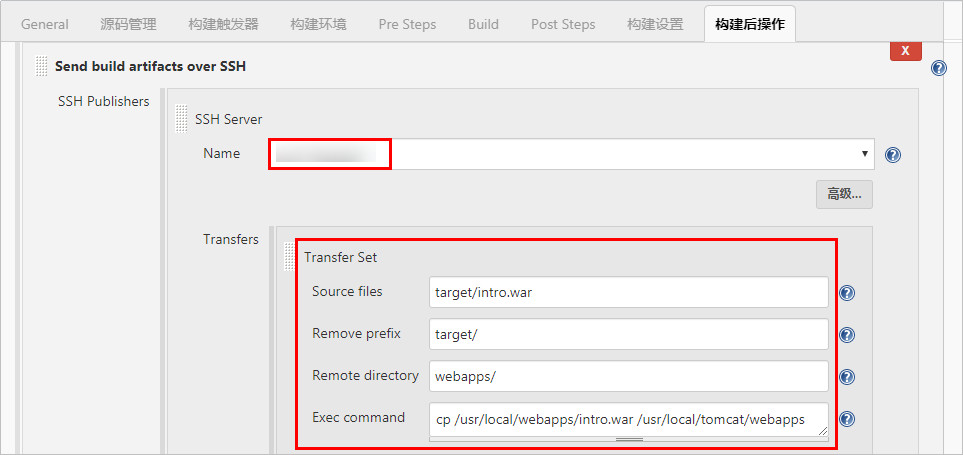 General 源码管理 构建触发器 构建环境 Pre Steps Build Post Steps 构建设置 构建后操作
X
Send build artifacts over SSH
SSH Publishers
SSH Server
Name
高级...
Transfers
Transfer Set
Source files target/intro.war
Remove prefix target/
Remote directory webapps/
Exec command cp /usr/local/webapps/intro.war /usr/local/tomcat/webapps